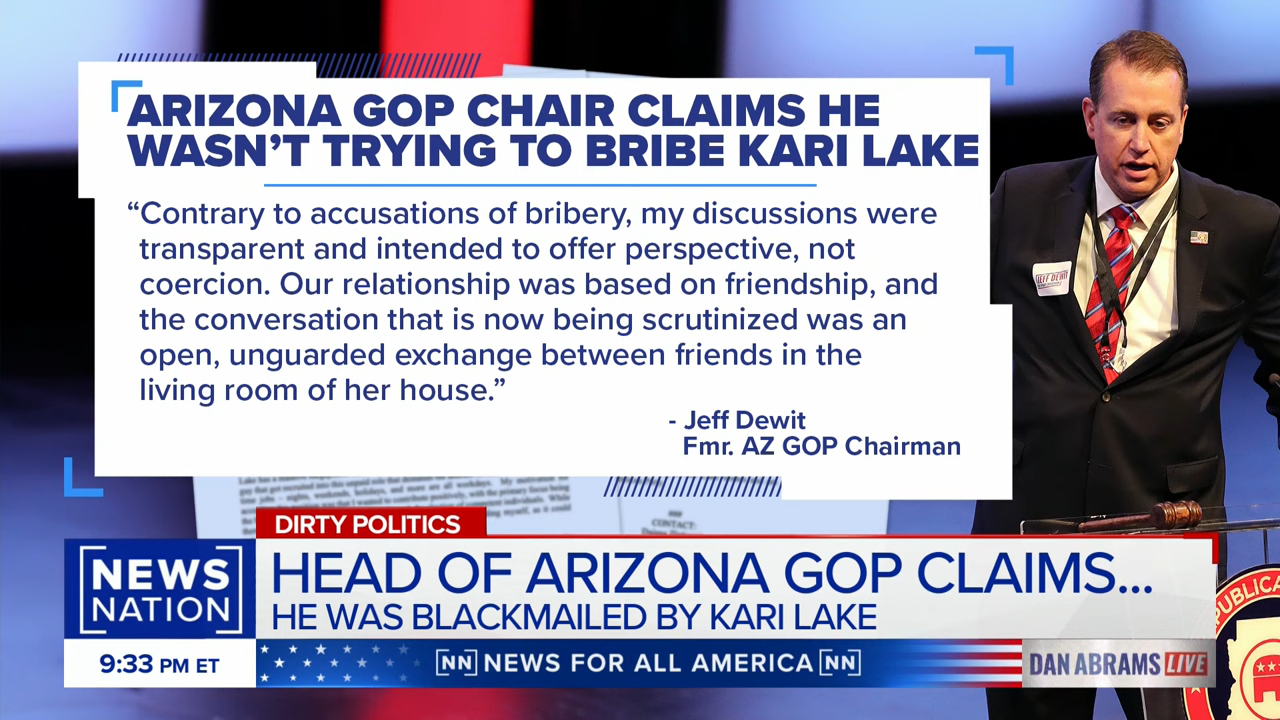 ARIZONA GOP CHAIR CLAIMS HE
WASN’T TRYING TO BRIBE KARI LAKE
“Contrary to accusations of bribery, my discussions were
transparent and intended to offer perspective, not
coercion. Our relationship was based on friendship, and
the conversation that is now being scrutinized was an
open, unguarded exchange between friends in the
living room of her house.”
- Jeff Dewit
Fmr. AZ GOP Chairman
JEFF DEWIT
###
CONTACT:
DIRTY POLITICS
NEWS
NATION
HEAD OF ARIZONA GOP CLAIMS...
HE WAS BLACKMAILED BY KARI LAKE
9:33 PM ET
NN NEWS FOR ALL AMERICA NN
DAN ABRAMS LIVE